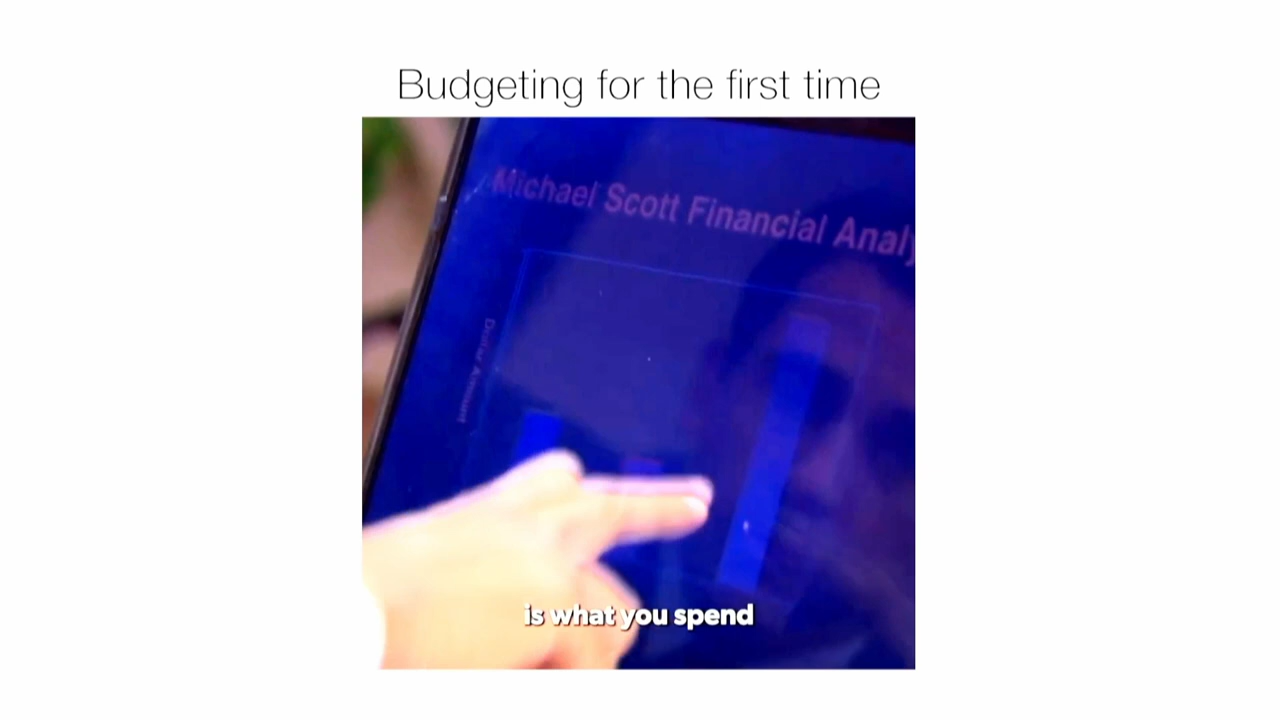 Budgeting for the first time
Michael Scott Financial Analy
Dollar Amount
is what you spend